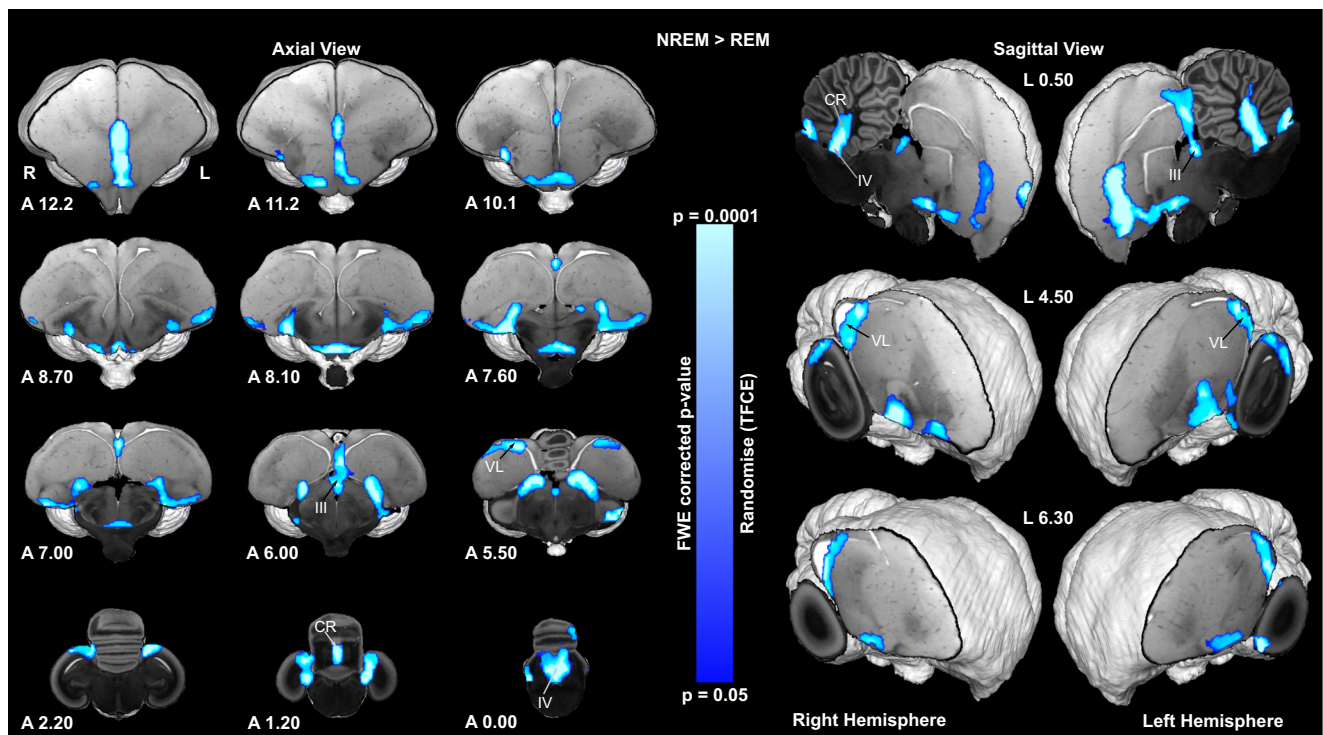 Axial View
NREM > REM
Sagittal View
L 0.50
CR
IV
III
R
L
A 12.2
A 11.2
A 10.1
p = 0.0001
A 8.70
A 8.10
A 7.60
L 4.50
VL
VL
FWE corrected p-value
Randomise (TFCE)
VL
III
A 7.00
A 6.00
A 5.50
L 6.30
CR
IV
p = 0.05
A 2.20
A 1.20
A 0.00
Right Hemisphere
Left Hemisphere